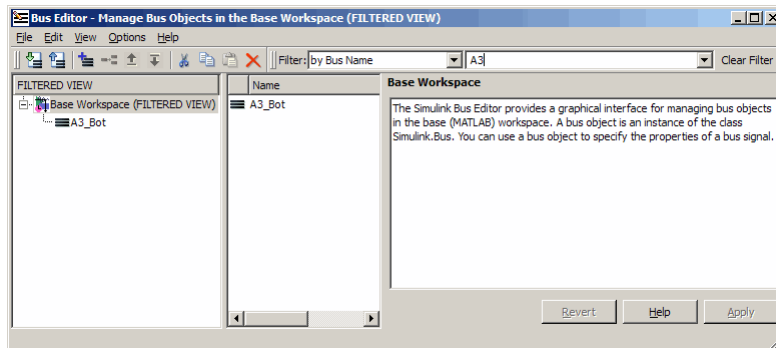 Bus Editor - Manage Bus Objects in the Base Workspace (FILTERED VIEW)
File Edit View Options Help
Filter: by Bus Name A3 Clear Filter
FILTERED VIEW
Base Workspace (FILTERED VIEW)
A3_Bot
Name
A3_Bot
Base Workspace
The Simulink Bus Editor provides a graphical interface for managing bus objects
in the base (MATLAB) workspace. A bus object is an instance of the class
Simulink.Bus. You can use a bus object to specify the properties of a bus signal.
Revert Help Apply